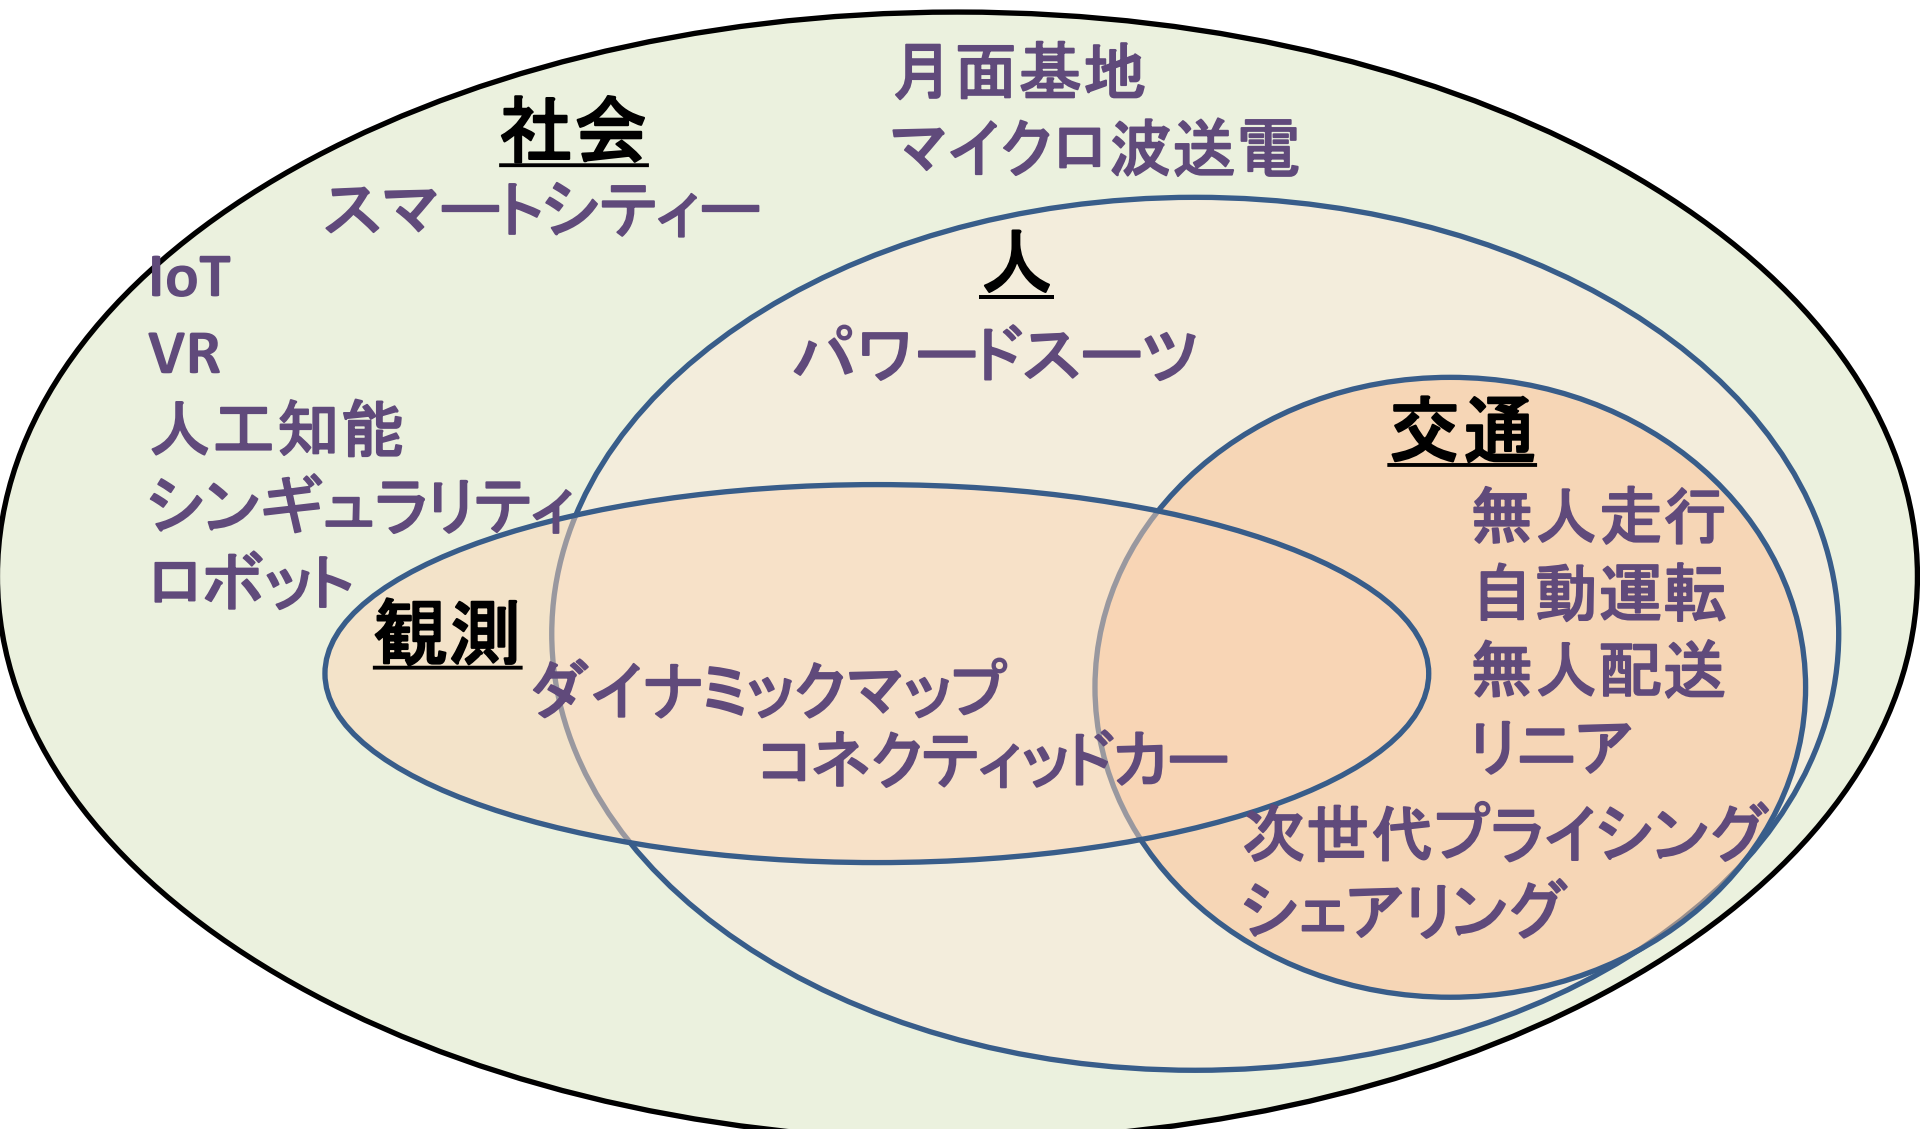 月面基地
マイクロ波送電
社会
スマートシティー
IoT
VR
人工知能
シンギュラリティ
ロボット
人
パワードスーツ
交通
無人走行
自動運転
無人配送
リニア
次世代プライシング
シェアリング
観測
ダイナミックマップ
コネクティッドカー